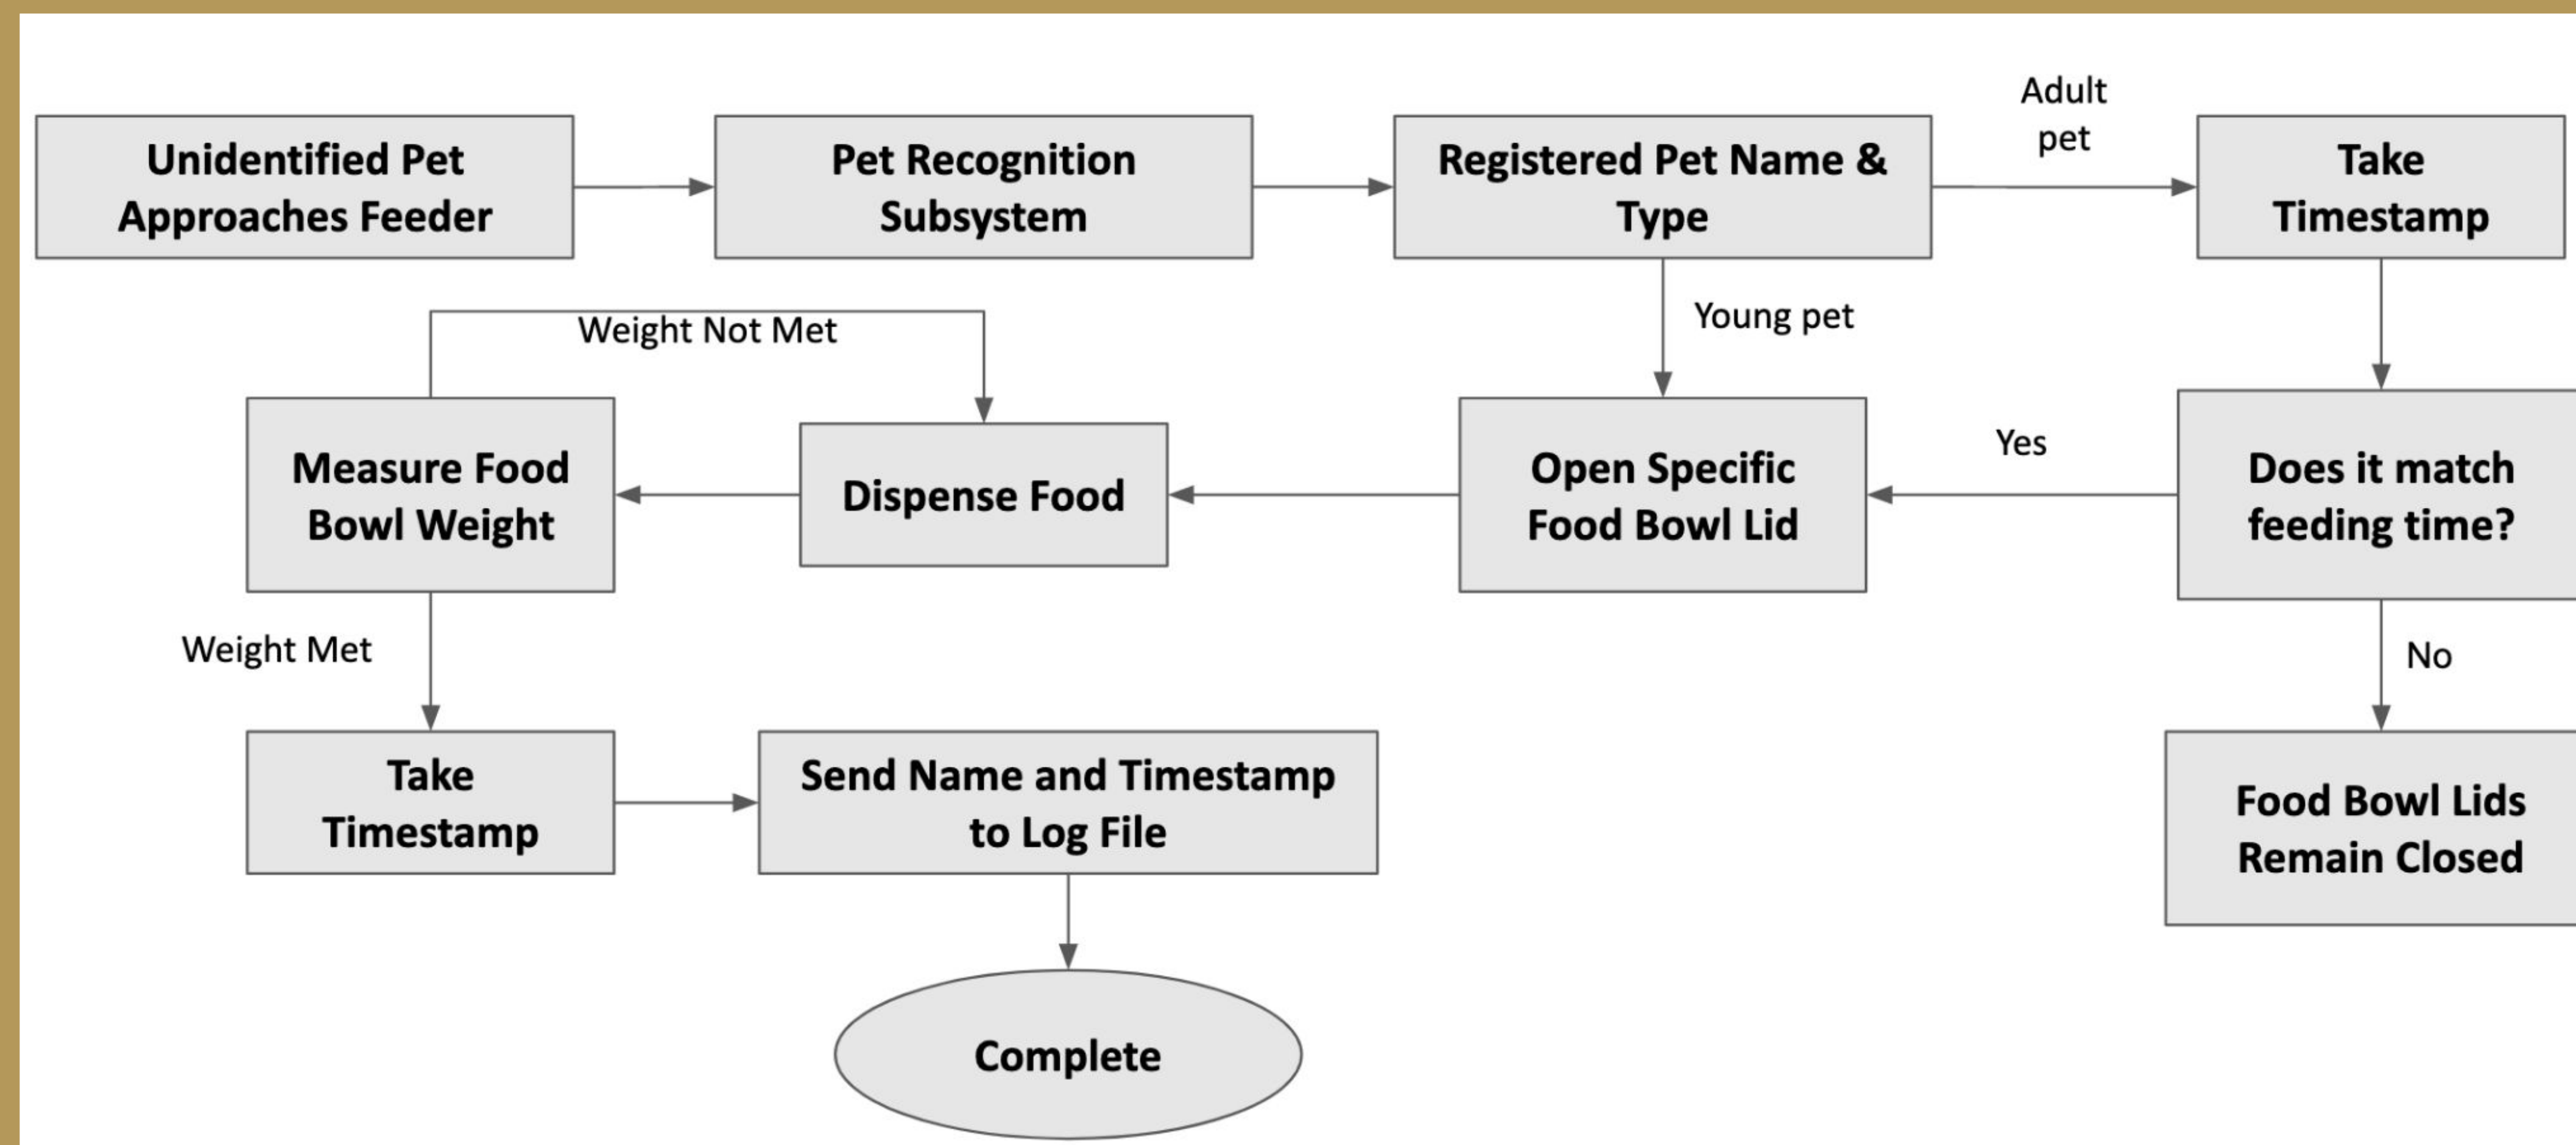 Unidentified Pet
Approaches Feeder
Pet Recognition
Subsystem
Registered Pet Name &
Type
Adult
pet
Take
Timestamp
Young pet
Weight Not Met
Measure Food
Bowl Weight
Dispense Food
Open Specific
Food Bowl Lid
Yes
Does it match
feeding time?
Weight Met
No
Take
Timestamp
Send Name and Timestamp
to Log File
Food Bowl Lids
Remain Closed
Complete